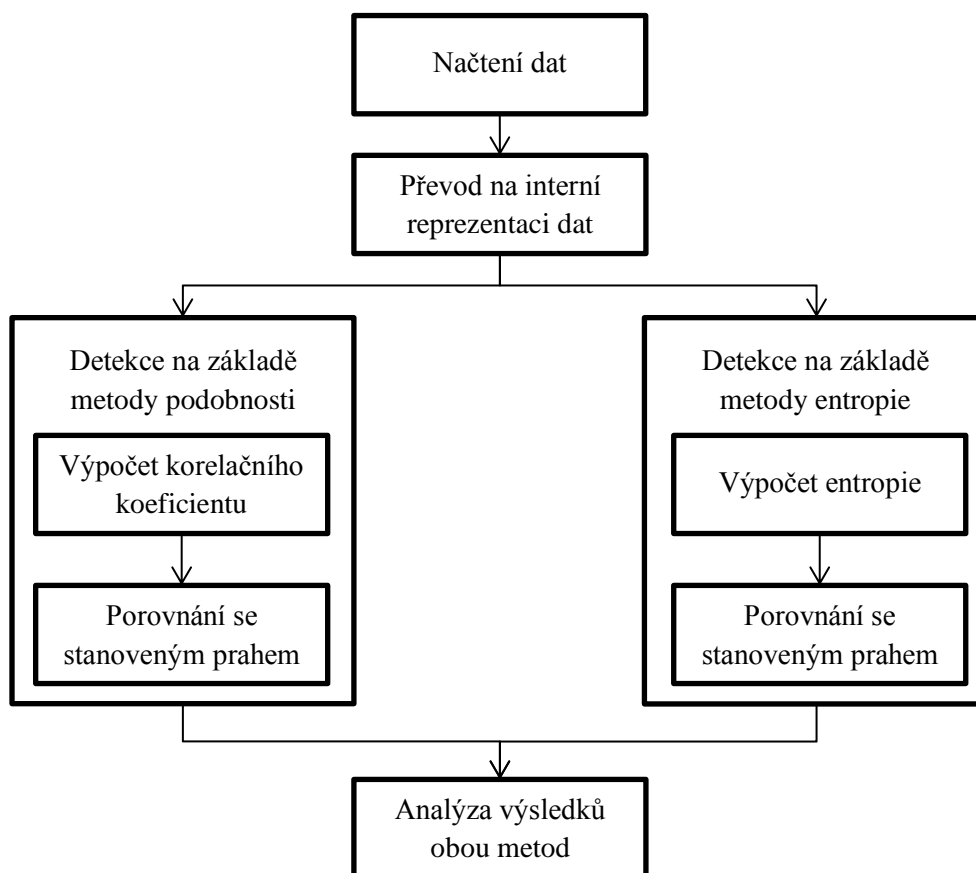 Načtení dat
Převod na interní
reprezentaci dat
Detekce na základě
metody podobnosti
Výpočet korelačního
koeficientu
Porovnání se
stanoveným prahem
Detekce na základě
metody entropie
Výpočet entropie
Porovnání se
stanoveným prahem
Analýza výsledků
obou metod